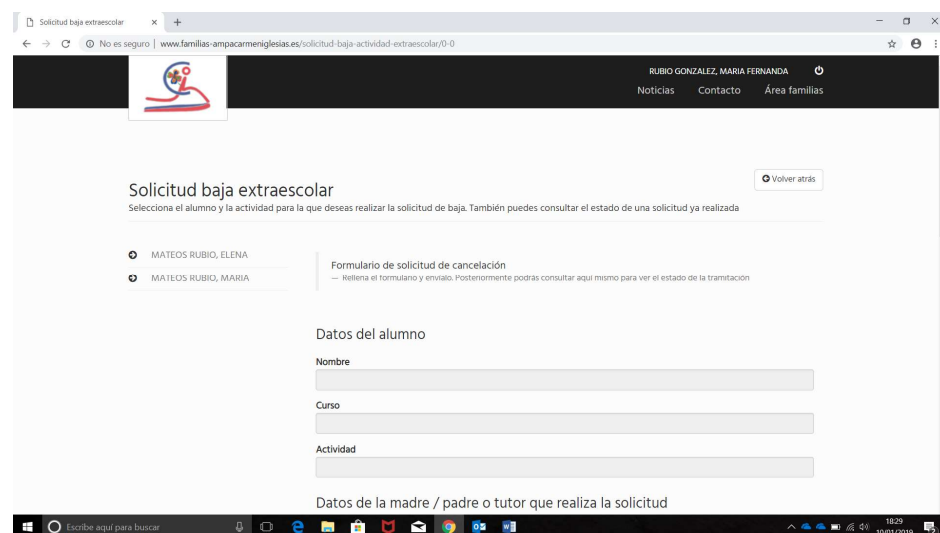 Solicitud baja extraescolar
No es seguro | www.familias-ampacarmeniglesias.es/solicitud-baja-actividad-extraescolar/0-0
RUBIO GONZALEZ, MARIA FERNANDA
Noticias Contacto Área familias
Volver atrás
Solicitud baja extraescolar
Selecciona el alumno y la actividad para la que deseas realizar la solicitud de baja. También puedes consultar el estado de una solicitud ya realizada
MATEOS RUBIO, ELENA
MATEOS RUBIO, MARIA
Formulario de solicitud de cancelación
— Rellena el formulario y envíalo. Posteriormente podrás consultar aquí mismo para ver el estado de la tramitación
Datos del alumno
Nombre
Curso
Actividad
Datos de la madre / padre o tutor que realiza la solicitud
Escribe aquí para buscar
18:29
10/01/2019